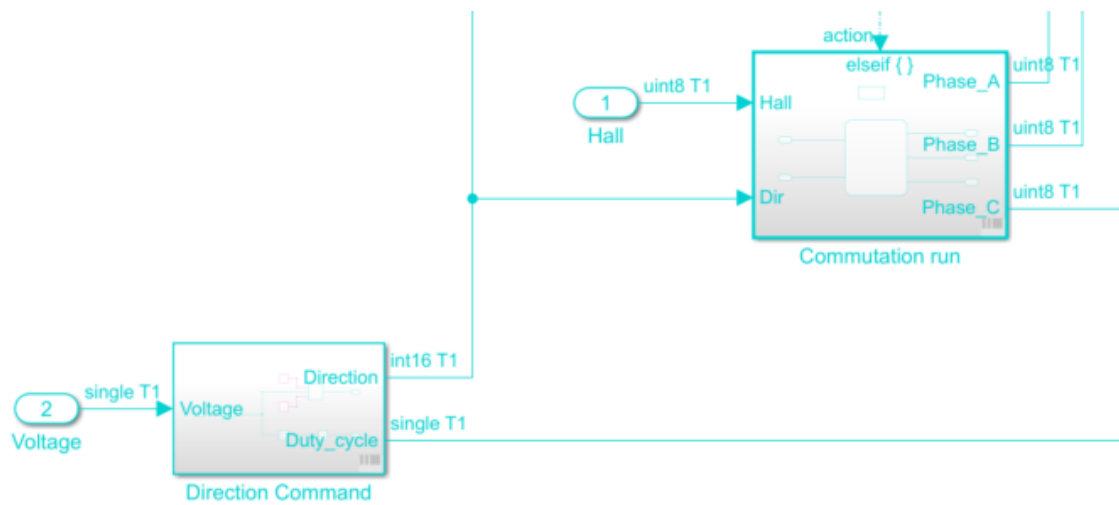 action
elseif { }
uint8 T1
1
Hall
Hall
Dir
Phase_A
Phase_B
Phase_C
uint8 T1
uint8 T1
uint8 T1
Commutation run
single T1
2
Voltage
Voltage
Direction
Duty_cycle
int16 T1
single T1
Direction Command